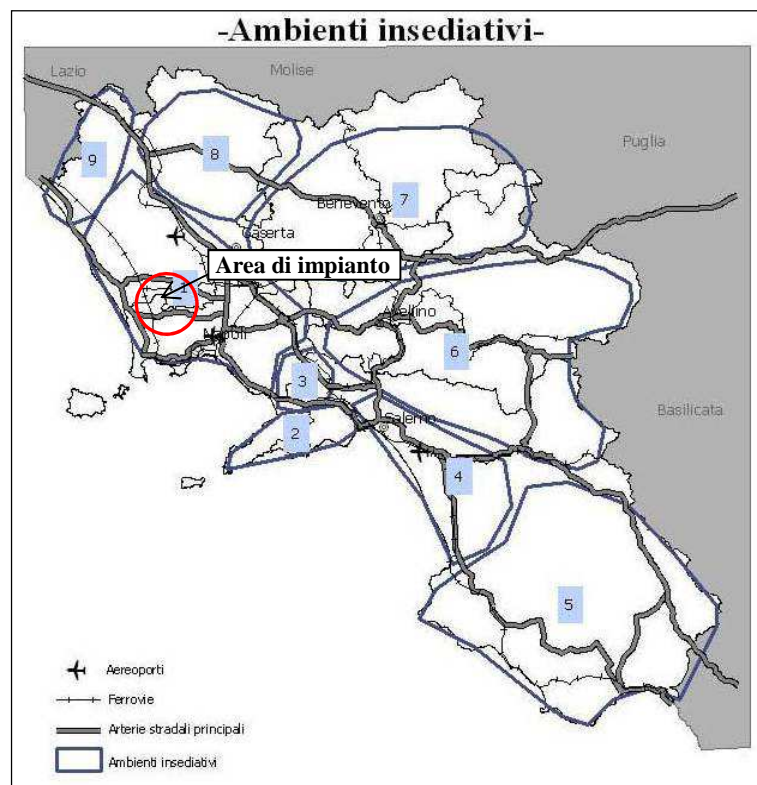 -Ambienti insediativi-
Lazio
Molise
Puglia
9
8
7
Benevento
Caserta
Area di impianto
1
Napoli
Avellino
6
3
Basilicata
2
Salerno
4
5
Aereoporti
Ferrovie
Arterie stradali principali
Ambienti insediativi